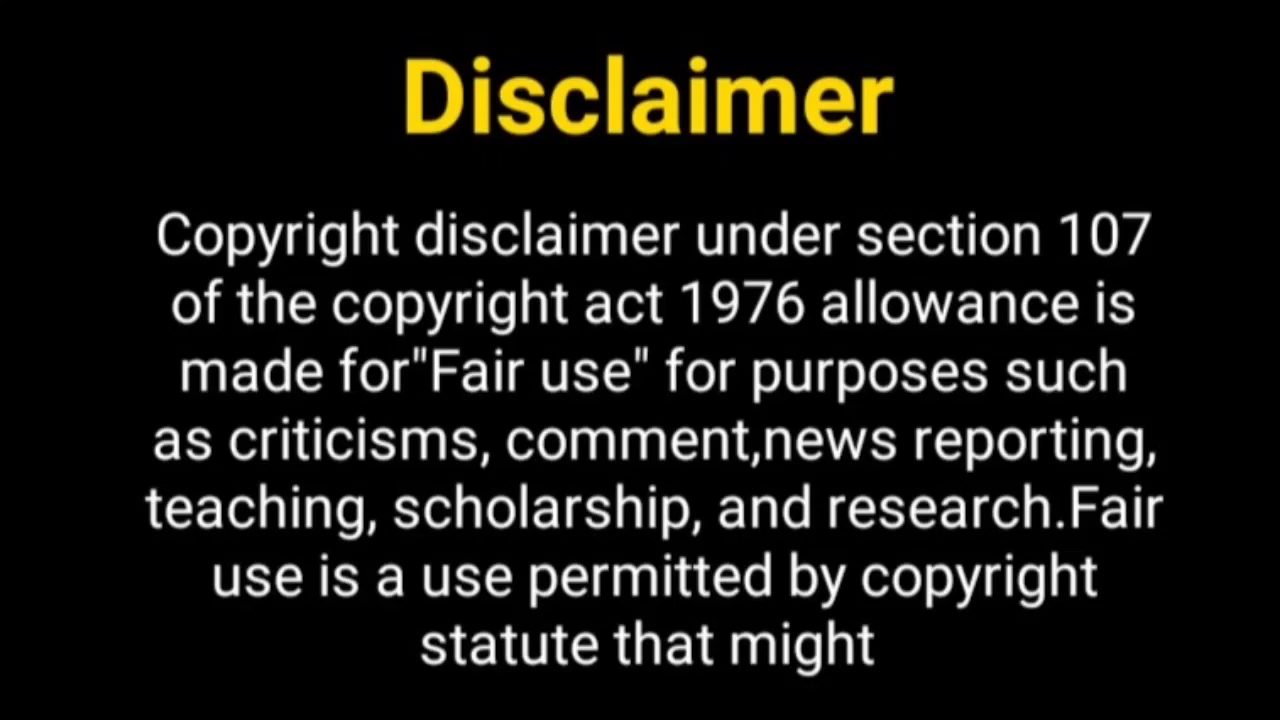 Disclaimer
Copyright disclaimer under section 107
of the copyright act 1976 allowance is
made for"Fair use" for purposes such
as criticisms, comment,news reporting,
teaching, scholarship, and research.Fair
use is a use permitted by copyright
statute that might